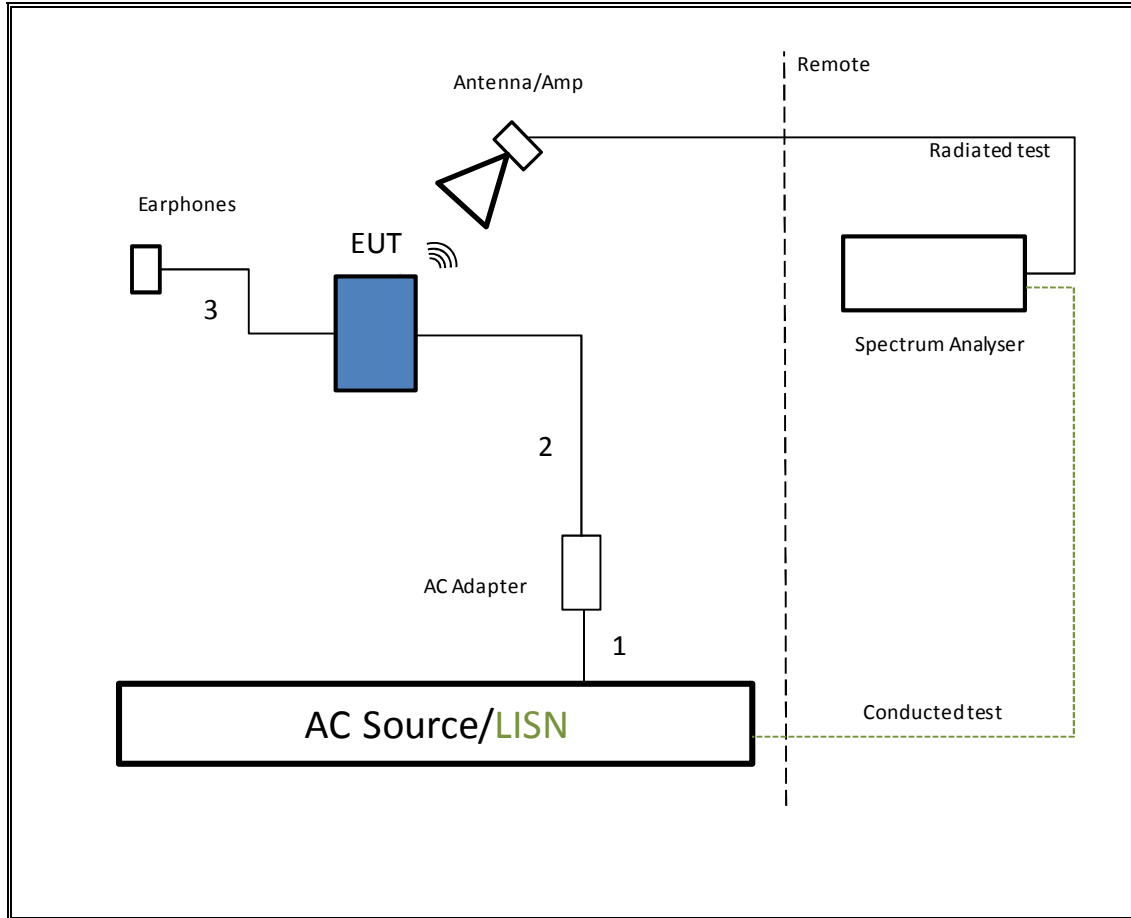 Remote
Antenna/Amp
Radiated test
Earphones
EUT
3
Spectrum Analyser
2
AC Adapter
1
AC Source/LISN
Conducted test